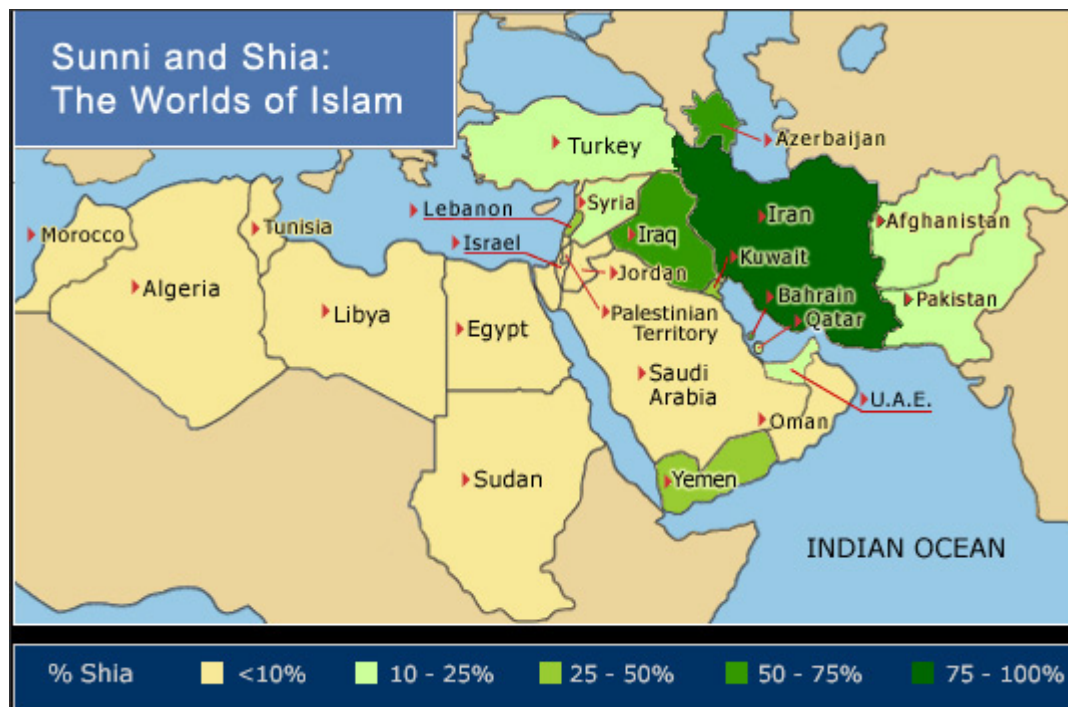 Sunni and Shia:
The Worlds of Islam
Azerbaijan
Turkey
Lebanon
Syria
Iran
Afghanistan
Morocco
Tunisia
Israel
Iraq
Kuwait
Jordan
Algeria
Bahrain
Pakistan
Libya
Egypt
Palestinian
Territory
Qatar
Saudi
Arabia
U.A.E.
Oman
Sudan
Yemen
INDIAN OCEAN
% Shia <10% 10 - 25% 25 - 50% 50 - 75% 75 - 100%